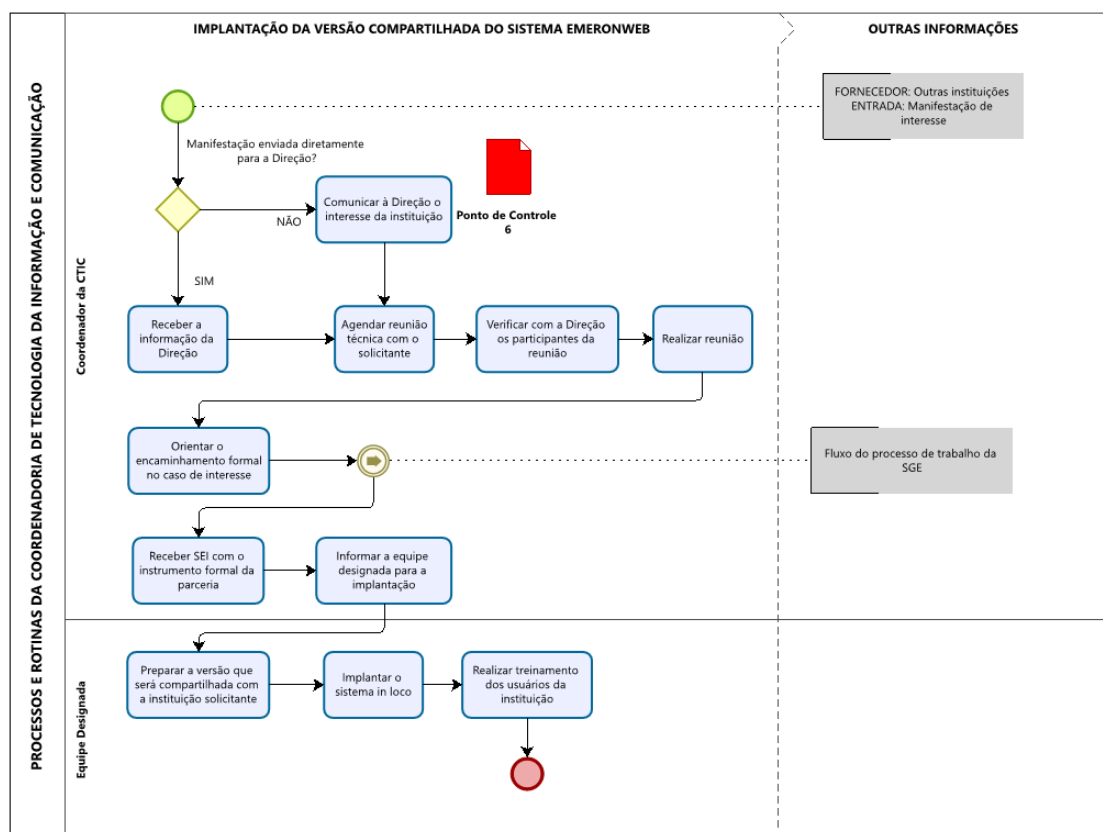 PROCESSOS E ROTINAS DA COORDENADORIA DE TECNOLOGIA DA INFORMAÇÃO E COMUNICAÇÃO
IMPLANTAÇÃO DA VERSÃO COMPARTILHADA DO SISTEMA EMERONWEB
OUTRAS INFORMAÇÕES
Coordenador da CTIC
FORNECEDOR: Outras instituições
ENTRADA: Manifestação de
interesse
Manifestação enviada diretamente
para a Direção?
NÃO
Comunicar à Direção o
interesse da instituição
Ponto de Controle
6
SIM
Receber a
informação da
Direção
Agendar reunião
técnica com o
solicitante
Verificar com a Direção
os participantes da
reunião
Realizar reunião
Orientar o
encaminhamento formal
no caso de interesse
Fluxo do processo de trabalho da
SGE
Receber SEI com o
instrumento formal da
parceria
Informar a equipe
designada para a
implantação
Equipe Designada
Preparar a versão que
será compartilhada com
a instituição solicitante
Implantar o
sistema in loco
Realizar treinamento
dos usuários da
instituição